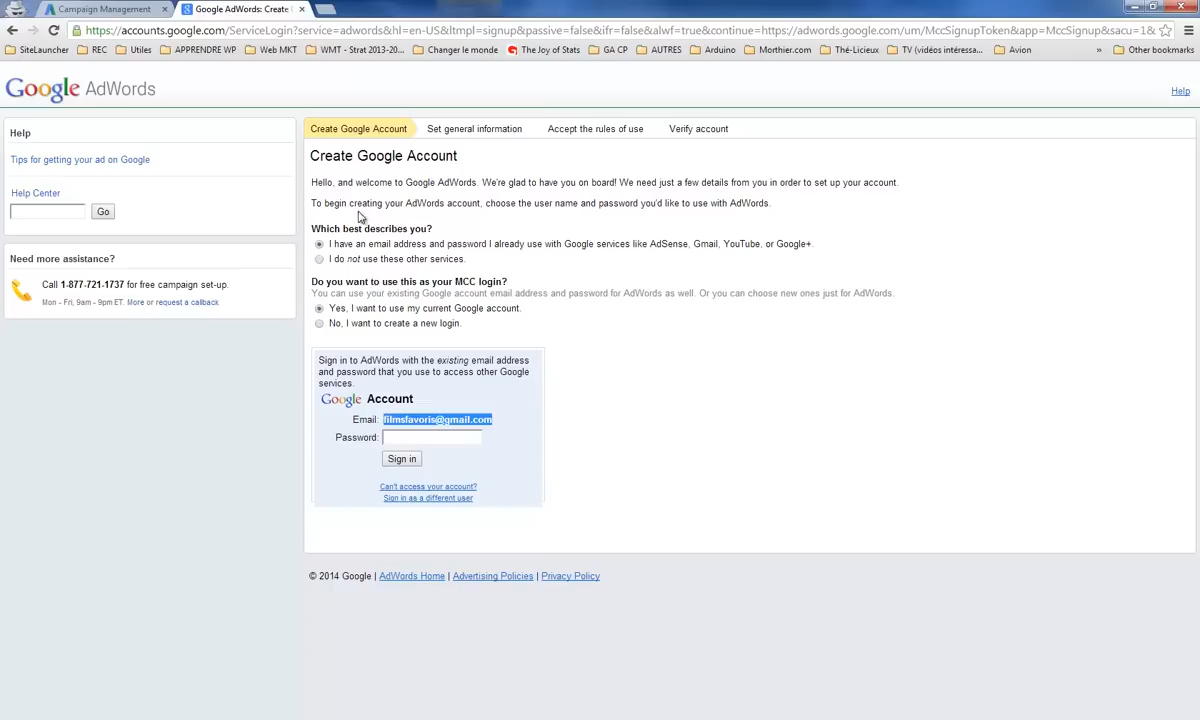 Campaign Management
Google AdWords: Create
https://accounts.google.com/ServiceLogin?service=adwords&hl=en-US&ltmpl=signup&passive=false&ifr=false&alwf=true&continue=https://adwords.google.com/um/MccSignupToken&app=MccSignup&sacu=1&
SiteLauncher REC Utiles APPRENDRE WP Web MKT WMT - Strat 2013-20... Changer le monde The Joy of Stats GA CP AUTRES Arduino Morthier.com Thé-Licieux TV (vidéos intéressa... Avion » Other bookmarks
Google AdWords
Help
Help
Tips for getting your ad on Google
Help Center
Go
Need more assistance?
Call 1-877-721-1737 for free campaign set-up.
Mon - Fri, 9am - 9pm ET. More or request a callback
Create Google Account Set general information Accept the rules of use Verify account
Create Google Account
Hello, and welcome to Google AdWords. We're glad to have you on board! We need just a few details from you in order to set up your account.
To begin creating your AdWords account, choose the user name and password you'd like to use with AdWords.
Which best describes you?
I have an email address and password I already use with Google services like AdSense, Gmail, YouTube, or Google+.
I do not use these other services.
Do you want to use this as your MCC login?
You can use your existing Google account email address and password for AdWords as well. Or you can choose new ones just for AdWords.
Yes, I want to use my current Google account.
No, I want to create a new login.
Sign in to AdWords with the existing email address
and password that you use to access other Google
services.
Google Account
Email: filmsfavoris@gmail.com
Password:
Sign in
Can't access your account?
Sign in as a different user
© 2014 Google | AdWords Home | Advertising Policies | Privacy Policy